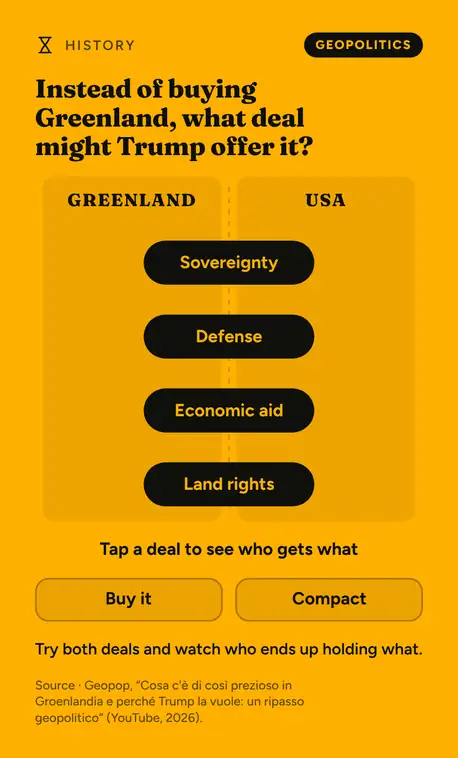 HISTORY
GEOPOLITICS
Instead of buying
Greenland, what deal
might Trump offer it?
GREENLAND
USA
Sovereignty
Defense
Economic aid
Land rights
Tap a deal to see who gets what
Buy it
Compact
Try both deals and watch who ends up holding what.
Source · Geopop, “Cosa c'è di così prezioso in
Groenlandia e perché Trump la vuole: un ripasso
geopolitico” (YouTube, 2026).